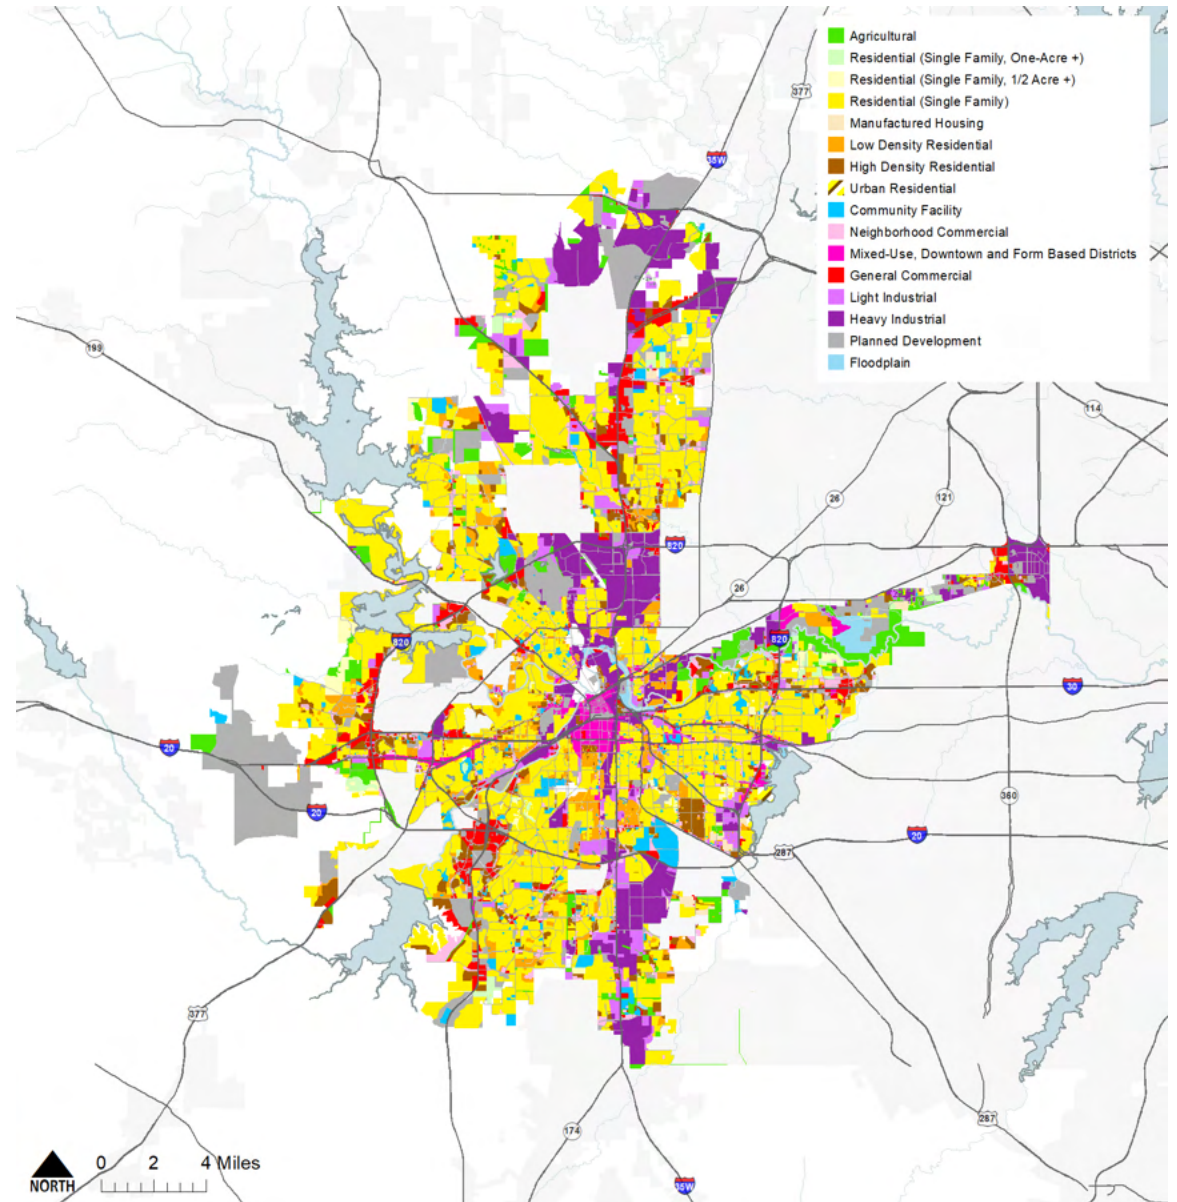 Agricultural
Residential (Single Family, One-Acre +)
Residential (Single Family, 1/2 Acre +)
Residential (Single Family)
Manufactured Housing
Low Density Residential
High Density Residential
Urban Residential
Community Facility
Neighborhood Commercial
Mixed-Use, Downtown and Form Based Districts
General Commercial
Light Industrial
Heavy Industrial
Planned Development
Floodplain
377
35W
199
114
26
121
820
26
820
820
30
20
20
360
20
287
377
287
174
35W
0 2 4 Miles
NORTH